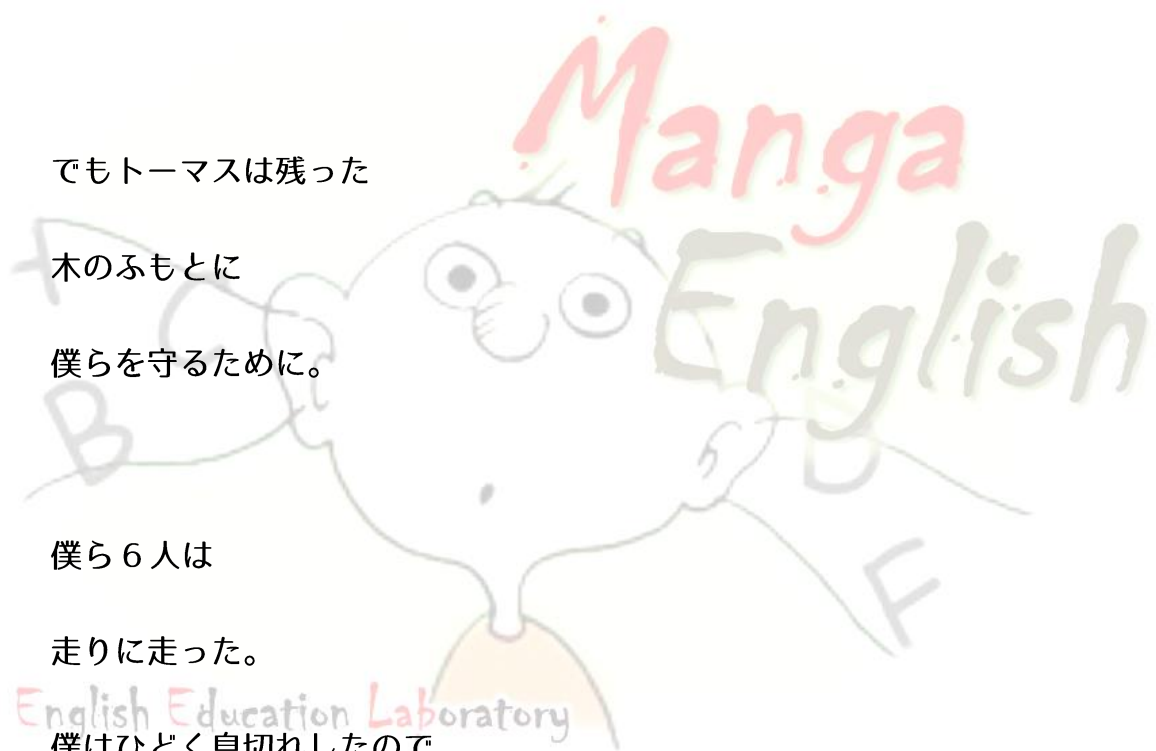 Manga
English
でもトーマスは残った
木のふもとに
僕らを守るために。
A
C
B
D
F
僕ら６人は
走りに走った。
English Education Laboratory
僕はひどく息切れしたので